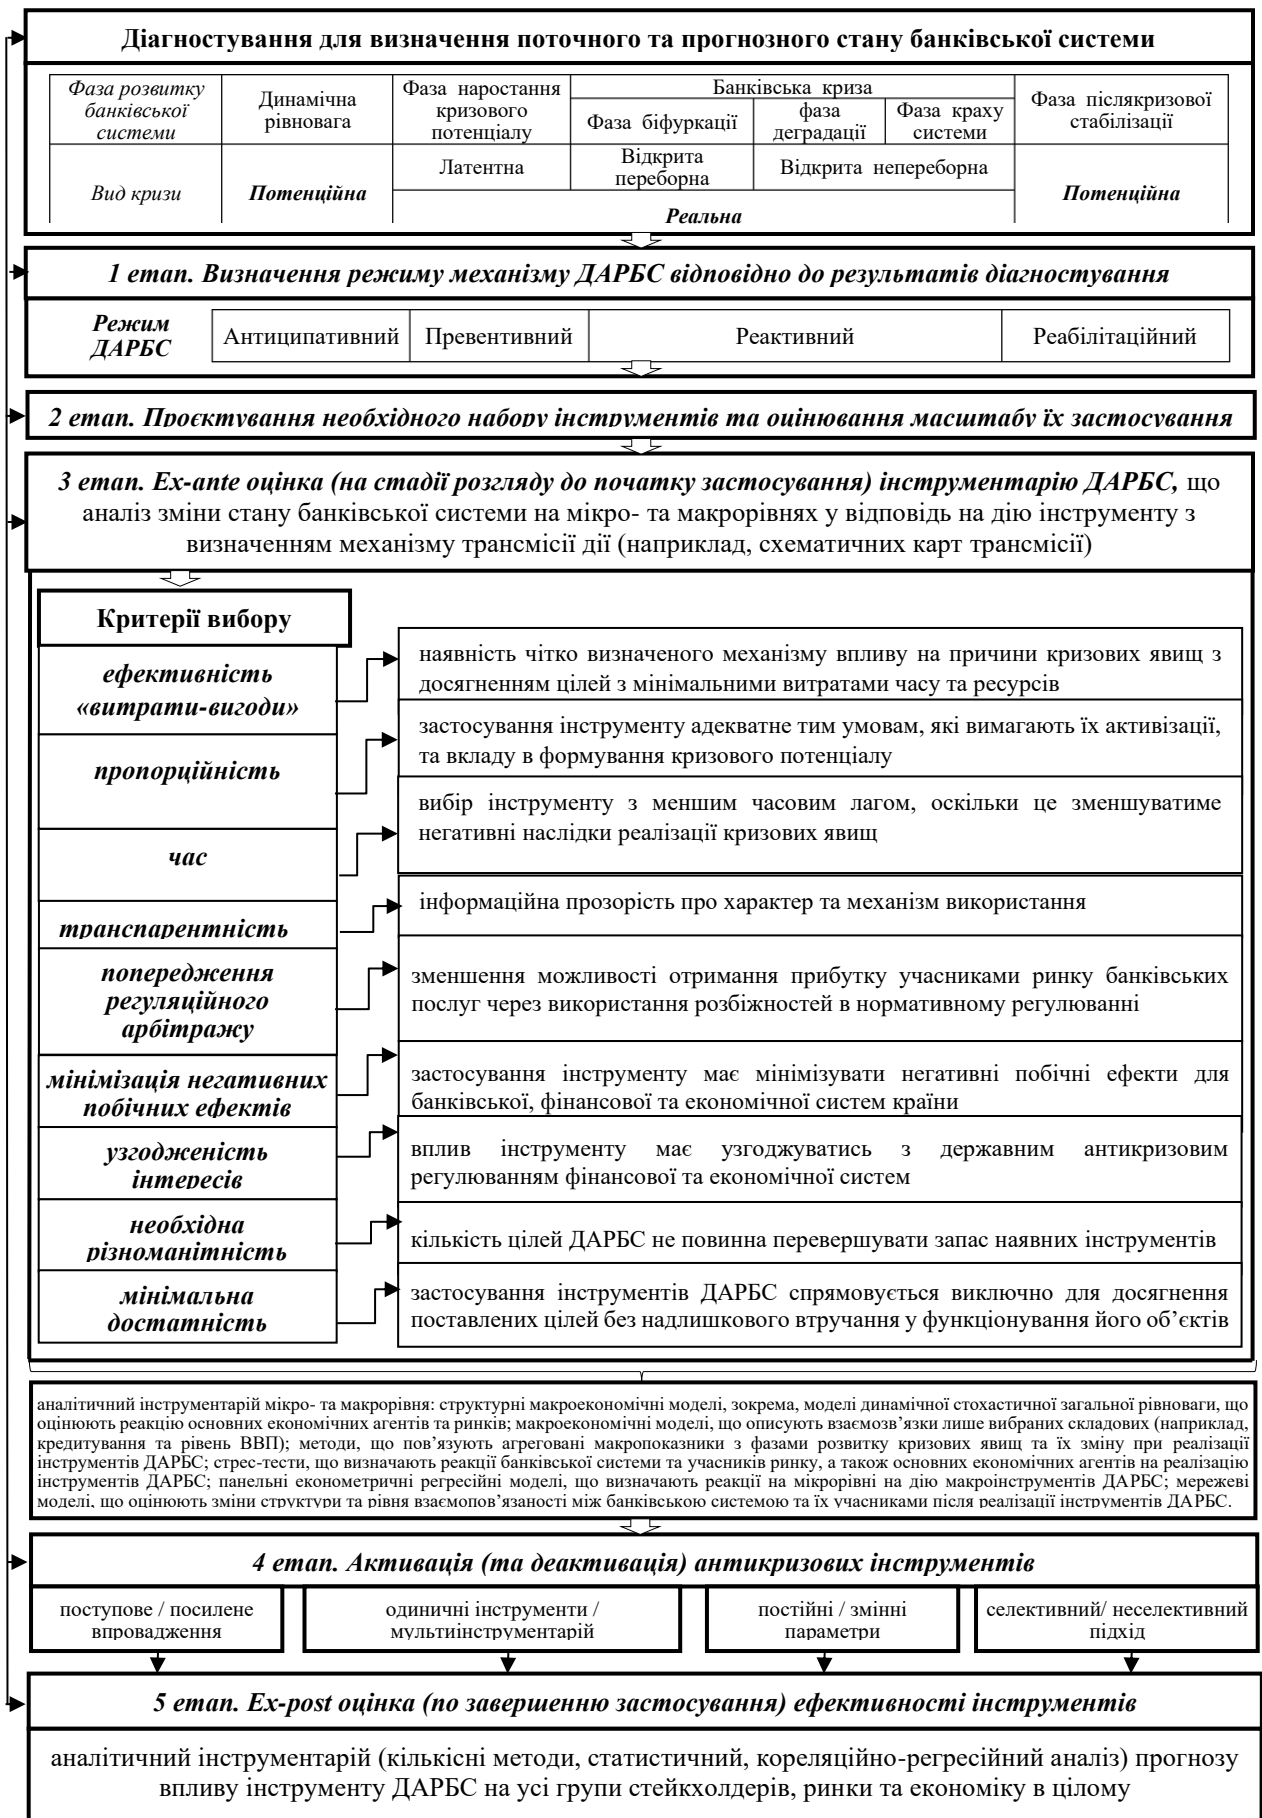 Діагностування для визначення поточного та прогнозного стану банківської системи
Фаза розвитку
банківської
системи
Динамічна
рівновага
Фаза наростання
кризового
потенціалу
Банківська криза
Фаза біфуркації
фаза
деградації
Фаза краху
системи
Фаза післякризової
стабілізації
Вид кризи
Потенційна
Латентна
Відкрита
переборна
Відкрита непереборна
Реальна
Потенційна
1 етап. Визначення режиму механізму ДАРБС відповідно до результатів діагностування
Режим
ДАРБС
Антиципативний
Превентивний
Реактивний
Реабілітаційний
2 етап. Проєктування необхідного набору інструментів та оцінювання масштабу їх застосування
3 етап. Ex-ante оцінка (на стадії розгляду до початку застосування) інструментарію ДАРБС, що
аналіз зміни стану банківської системи на мікро- та макрорівнях у відповідь на дію інструменту з
визначенням механізму трансмісії дії (наприклад, схематичних карт трансмісії)
Критерії вибору
ефективність
«витрати-вигоди»
наявність чітко визначеного механізму впливу на причини кризових явищ з
досягненням цілей з мінімальними витратами часу та ресурсів
пропорційність
застосування інструменту адекватне тим умовам, які вимагають їх активізації,
та вкладу в формування кризового потенціалу
час
вибір інструменту з меншим часовим лагом, оскільки це зменшуватиме
негативні наслідки реалізації кризових явищ
транспарентність
інформаційна прозорість про характер та механізм використання
попередження
регуляційного
арбітражу
зменшення можливості отримання прибутку учасниками ринку банківських
послуг через використання розбіжностей в нормативному регулюванні
мінімізація негативних
побічних ефектів
застосування інструменту має мінімізувати негативні побічні ефекти для
банківської, фінансової та економічної систем країни
узгодженість
інтересів
вплив інструменту має узгоджуватись з державним антикризовим
регулюванням фінансової та економічної систем
необхідна
різноманітність
кількість цілей ДАРБС не повинна перевершувати запас наявних інструментів
мінімальна
достатність
застосування інструментів ДАРБС спрямовується виключно для досягнення
поставлених цілей без надлишкового втручання у функціонування його об’єктів
аналітичний інструментарій мікро- та макрорівня: структурні макроекономічні моделі, зокрема, моделі динамічної стохастичної загальної рівноваги, що
оцінюють реакцію основних економічних агентів та ринків; макроекономічні моделі, що описують взаємозв’язки лише вибраних складових (наприклад,
кредитування та рівень ВВП); методи, що пов’язують агреговані макропоказники з фазами розвитку кризових явищ та їх зміну при реалізації
інструментів ДАРБС; стрес-тести, що визначають реакції банківської системи та учасників ринку, а також основних економічних агентів на реалізацію
інструментів ДАРБС; панельні економетричні регресійні моделі, що визначають реакції на мікрорівні на дію макроінструментів ДАРБС; мережеві
моделі, що оцінюють зміни структури та рівня взаємопов’язаності між банківською системою та їх учасниками після реалізації інструментів ДАРБС.
4 етап. Активація (та деактивація) антикризових інструментів
поступове / посилене
впровадження
одиничні інструменти /
мультиінструментарій
постійні / змінні
параметри
селективний/ неселективний
підхід
5 етап. Ex-post оцінка (по завершенню застосування) ефективності інструментів
аналітичний інструментарій (кількісні методи, статистичний, кореляційно-регресійний аналіз) прогнозу
впливу інструменту ДАРБС на усі групи стейкхолдерів, ринки та економіку в цілому